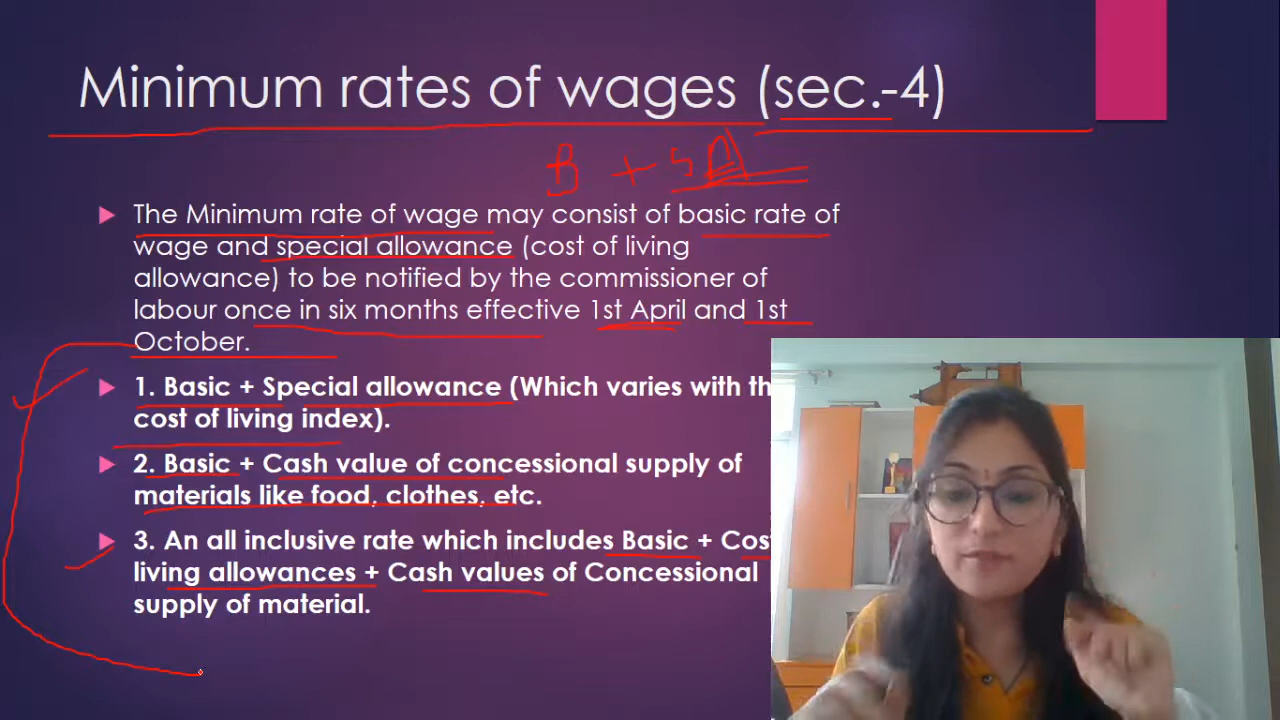 Minimum rates of wages (sec.-4)
B + SA
The Minimum rate of wage may consist of basic rate of
wage and special allowance (cost of living
allowance) to be notified by the commissioner of
labour once in six months effective 1st April and 1st
October.
1. Basic + Special allowance (Which varies with th
cost of living index).
2. Basic + Cash value of concessional supply of
materials like food, clothes, etc.
3. An all inclusive rate which includes Basic + Cos
living allowances + Cash values of Concessional
supply of material.